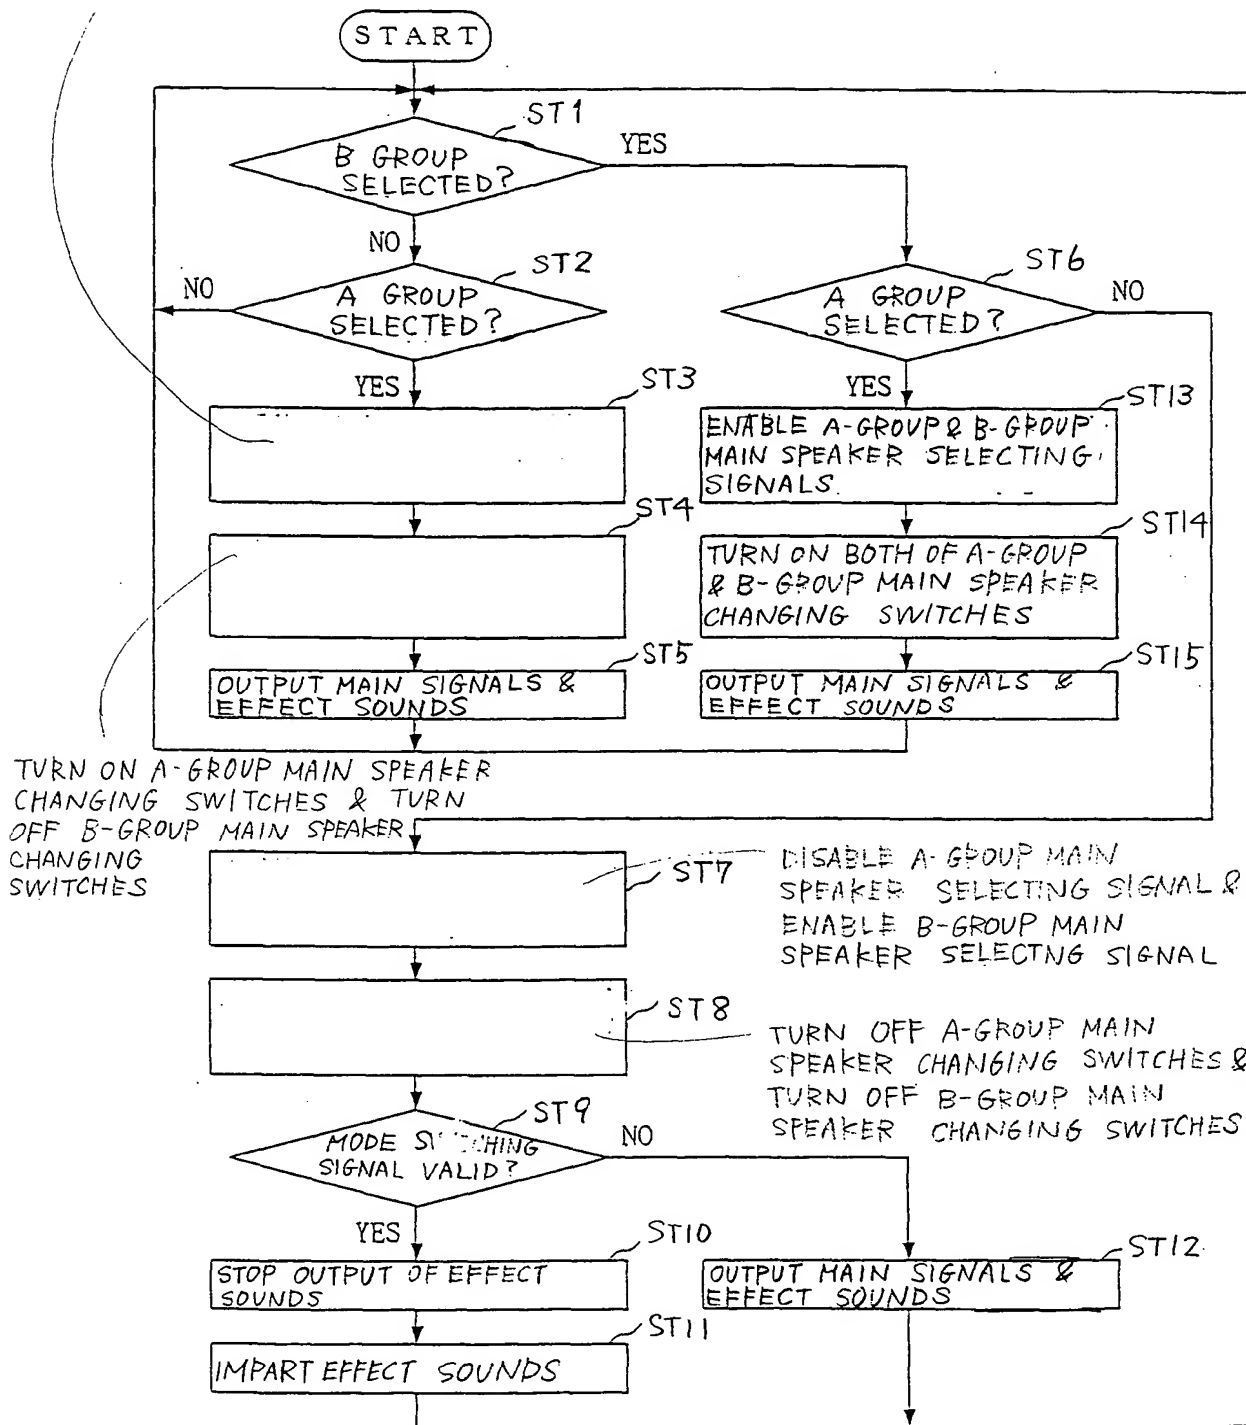 START
ST1
B GROUP
SELECTED?
YES
NO
ST2
NO
A GROUP
SELECTED?
YES
ST6
A GROUP
SELECTED?
NO
YES
ST3
ST13
ENABLE A-GROUP & B-GROUP
MAIN SPEAKER SELECTING
SIGNALS
ST4
ST14
TURN ON BOTH OF A-GROUP
& B-GROUP MAIN SPEAKER
CHANGING SWITCHES
ST5
OUTPUT MAIN SIGNALS &
EFFECT SOUNDS
ST15
OUTPUT MAIN SIGNALS &
EFFECT SOUNDS
TURN ON A-GROUP MAIN SPEAKER
CHANGING SWITCHES & TURN
OFF B-GROUP MAIN SPEAKER
CHANGING
SWITCHES
ST7
DISABLE A-GROUP MAIN
SPEAKER SELECTING SIGNAL &
ENABLE B-GROUP MAIN
SPEAKER SELECTNG SIGNAL
ST8
TURN OFF A-GROUP MAIN
SPEAKER CHANGING SWITCHES &
TURN OFF B-GROUP MAIN
SPEAKER CHANGING SWITCHES
ST9
MODE
SIGNAL VALID?
NO
YES
ST10
STOP OUTPUT OF EFFECT
SOUNDS
ST12
OUTPUT MAIN SIGNALS &
EFFECT SOUNDS
ST11
IMPART EFFECT SOUNDS